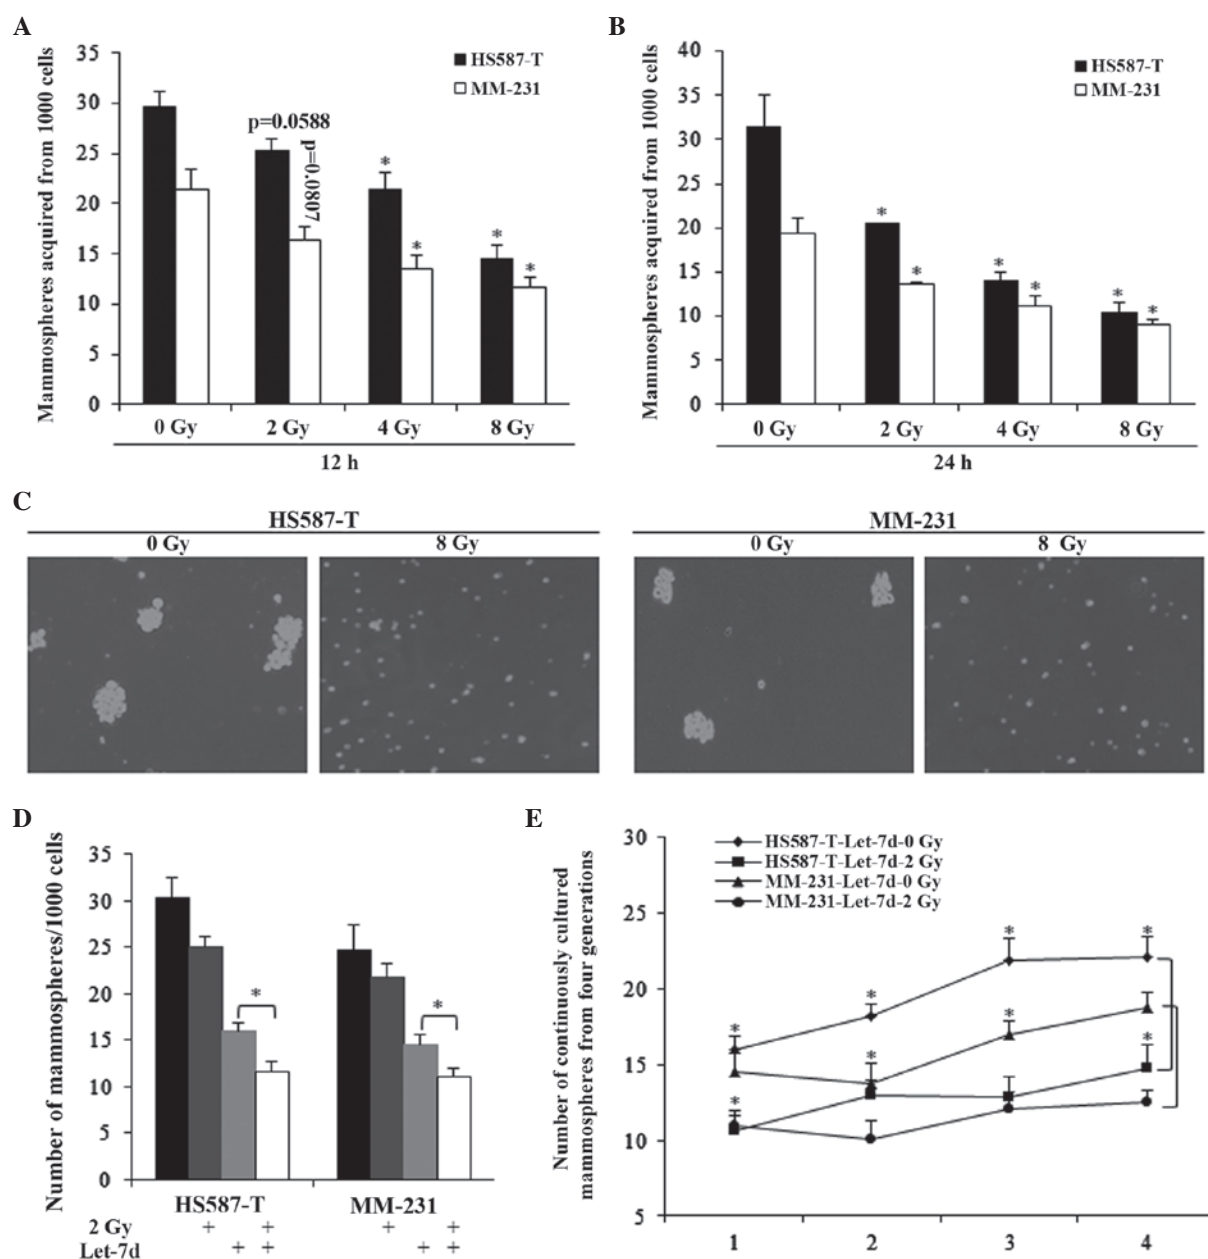 A
Mammospheres acquired from 1000 cells
35
30
25
20
15
10
5
0
HS587-T
MM-231
p=0.0588
p=0.0807
*
*
*
*
0 Gy 2 Gy 4 Gy 8 Gy
12 h
B
Mammospheres acquired from 1000 cells
40
35
30
25
20
15
10
5
0
HS587-T
MM-231
*
*
*
*
*
*
0 Gy 2 Gy 4 Gy 8 Gy
24 h
C
HS587-T
0 Gy 8 Gy
MM-231
0 Gy 8 Gy
D
Number of mammospheres/1000 cells
35
30
25
20
15
10
5
0
*
*
HS587-T MM-231
2 Gy + + + +
Let-7d + + + +
E
Number of continuously cultured
mammospheres from four generations
30
25
20
15
10
5
HS587-T-Let-7d-0 Gy
HS587-T-Let-7d-2 Gy
MM-231-Let-7d-0 Gy
MM-231-Let-7d-2 Gy
*
*
*
*
*
*
*
*
1 2 3 4